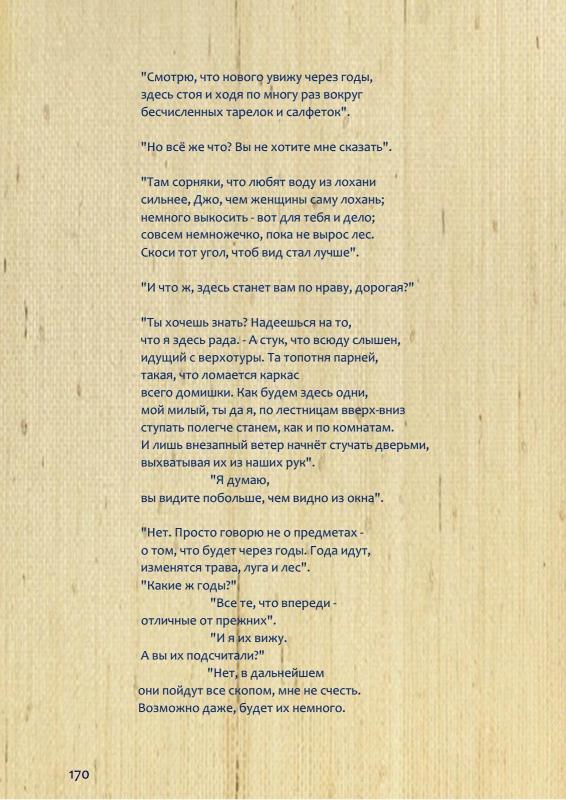 "Смотрю, что нового увижу через годы,
здесь стоя и ходя по многу раз вокруг
бесчисленных тарелок и салфеток".
"Но всё же что? Вы не хотите мне сказать".
"Там сорняки, что любят воду из лохани
сильнее, Джо, чем женщины саму лохань;
немного выкосить - вот для тебя и дело;
совсем немножечко, пока не вырос лес.
Скоси тот угол, чтоб вид стал лучше".
"И что ж, здесь станет вам по нраву, дорогая?"
"Ты хочешь знать? Надеешься на то,
что я здесь рада. - А стук, что всюду слышен,
идущий с верхотуры. Та топотня парней,
такая, что ломается каркас
всего домишки. Как будем здесь одни,
мой милый, ты да я, по лестницам вверх-вниз
ступать полегче станем, как и по комнатам.
И лишь внезапный ветер начнёт стучать дверьми,
выхватывая их из наших рук".
"Я думаю,
вы видите побольше, чем видно из окна".
"Нет. Просто говорю не о предметах -
о том, что будет через годы. Года идут,
изменятся трава, луга и лес".
"Какие ж годы?"
"Все те, что впереди -
отличные от прежних".
"И я их вижу.
А вы их подсчитали?"
"Нет, в дальнейшем
они пойдут все скопом, мне не счесть.
Возможно даже, будет их немного.
170